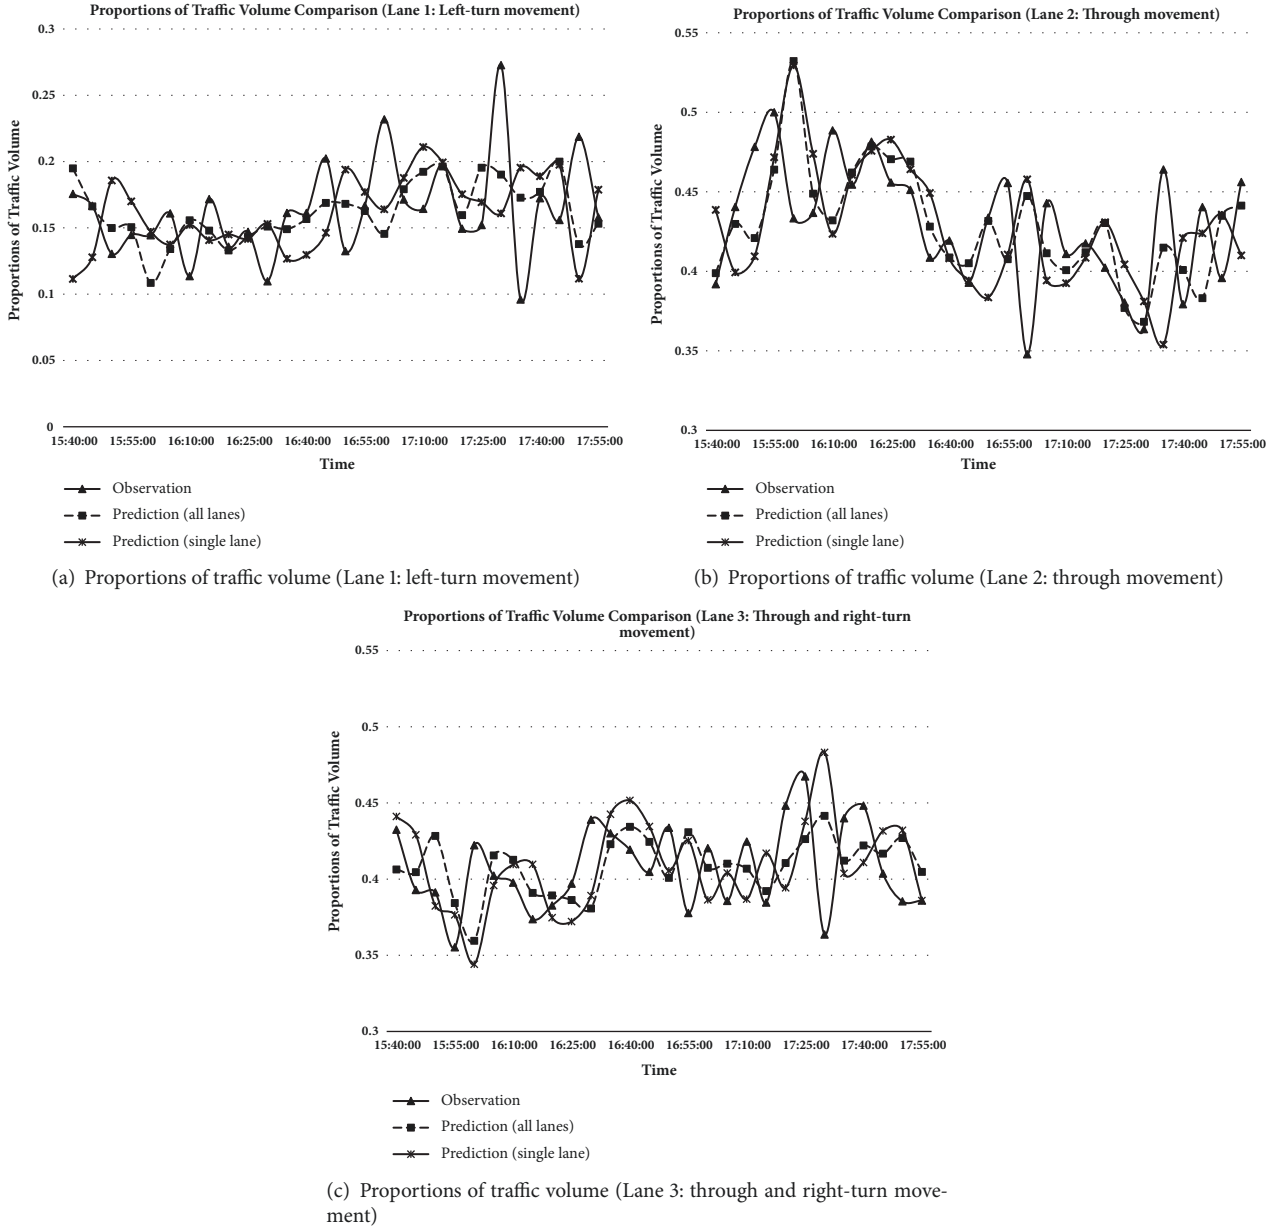 Proportions of Traffic Volume Comparison (Lane 1: Left-turn movement)
0.3
0.25
0.2
0.15
0.1
0.05
0
Proportions of Traffic Volume
15:40:00 15:55:00 16:10:00 16:25:00 16:40:00 16:55:00 17:10:00 17:25:00 17:40:00 17:55:00
Time
Observation
Prediction (all lanes)
Prediction (single lane)
(a) Proportions of traffic volume (Lane 1: left-turn movement)
Proportions of Traffic Volume Comparison (Lane 2: Through movement)
0.55
0.5
0.45
0.4
0.35
0.3
Proportions of Traffic Volume
15:40:00 15:55:00 16:10:00 16:25:00 16:40:00 16:55:00 17:10:00 17:25:00 17:40:00 17:55:00
Time
Observation
Prediction (all lanes)
Prediction (single lane)
(b) Proportions of traffic volume (Lane 2: through movement)
Proportions of Traffic Volume Comparison (Lane 3: Through and right-turn
movement)
0.55
0.5
0.45
0.4
0.35
0.3
Proportions of Traffic Volume
15:40:00 15:55:00 16:10:00 16:25:00 16:40:00 16:55:00 17:10:00 17:25:00 17:40:00 17:55:00
Time
Observation
Prediction (all lanes)
Prediction (single lane)
(c) Proportions of traffic volume (Lane 3: through and right-turn move-
ment)